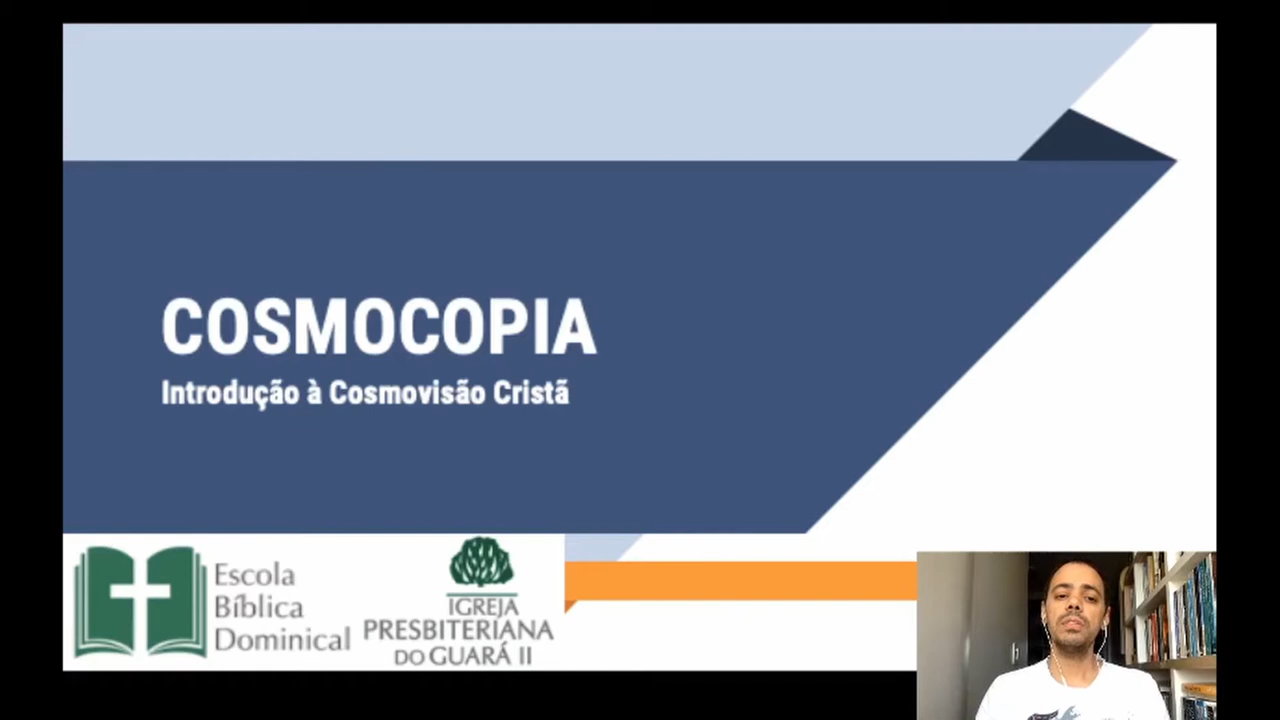 COSMOCOPIA
Introdução à Cosmovisão Cristã
Escola
Bíblica
Dominical
IGREJA
PRESBITERIANA
DO GUARÁ II